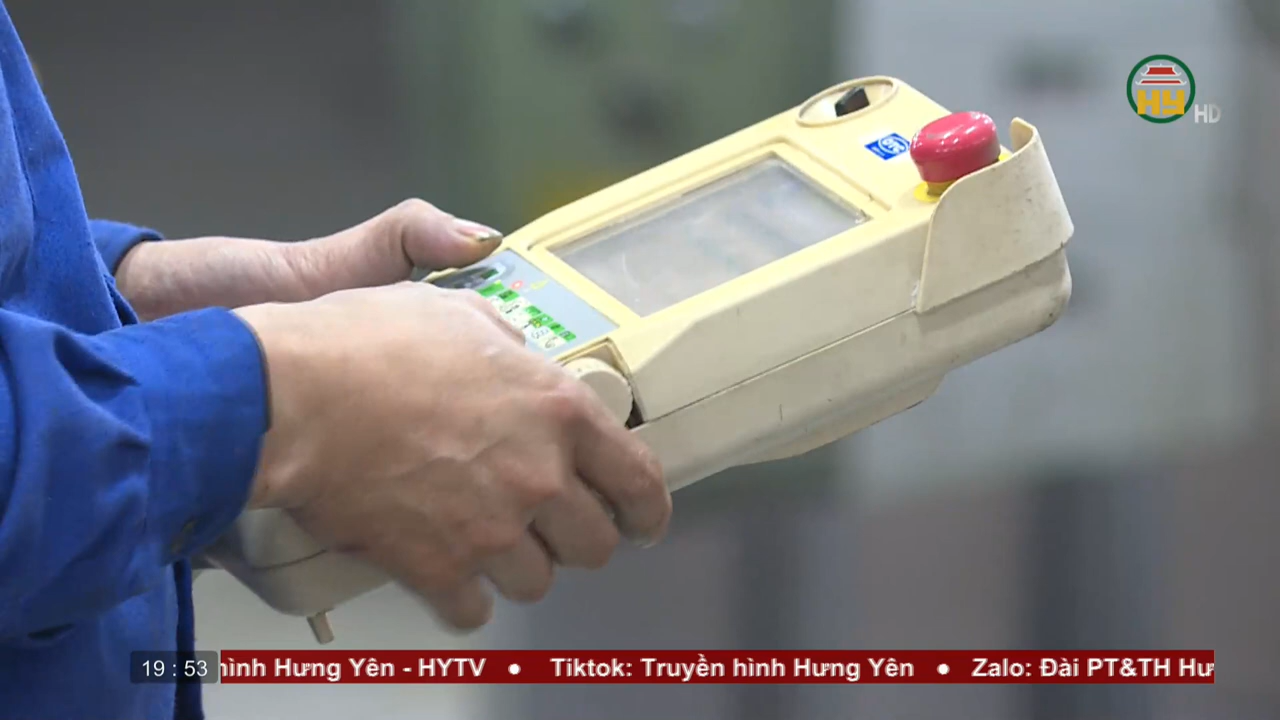 HY HD
19 : 53 hình Hưng Yên - HYTV ● Tiktok: Truyền hình Hưng Yên ● Zalo: Đài PT&TH Hư